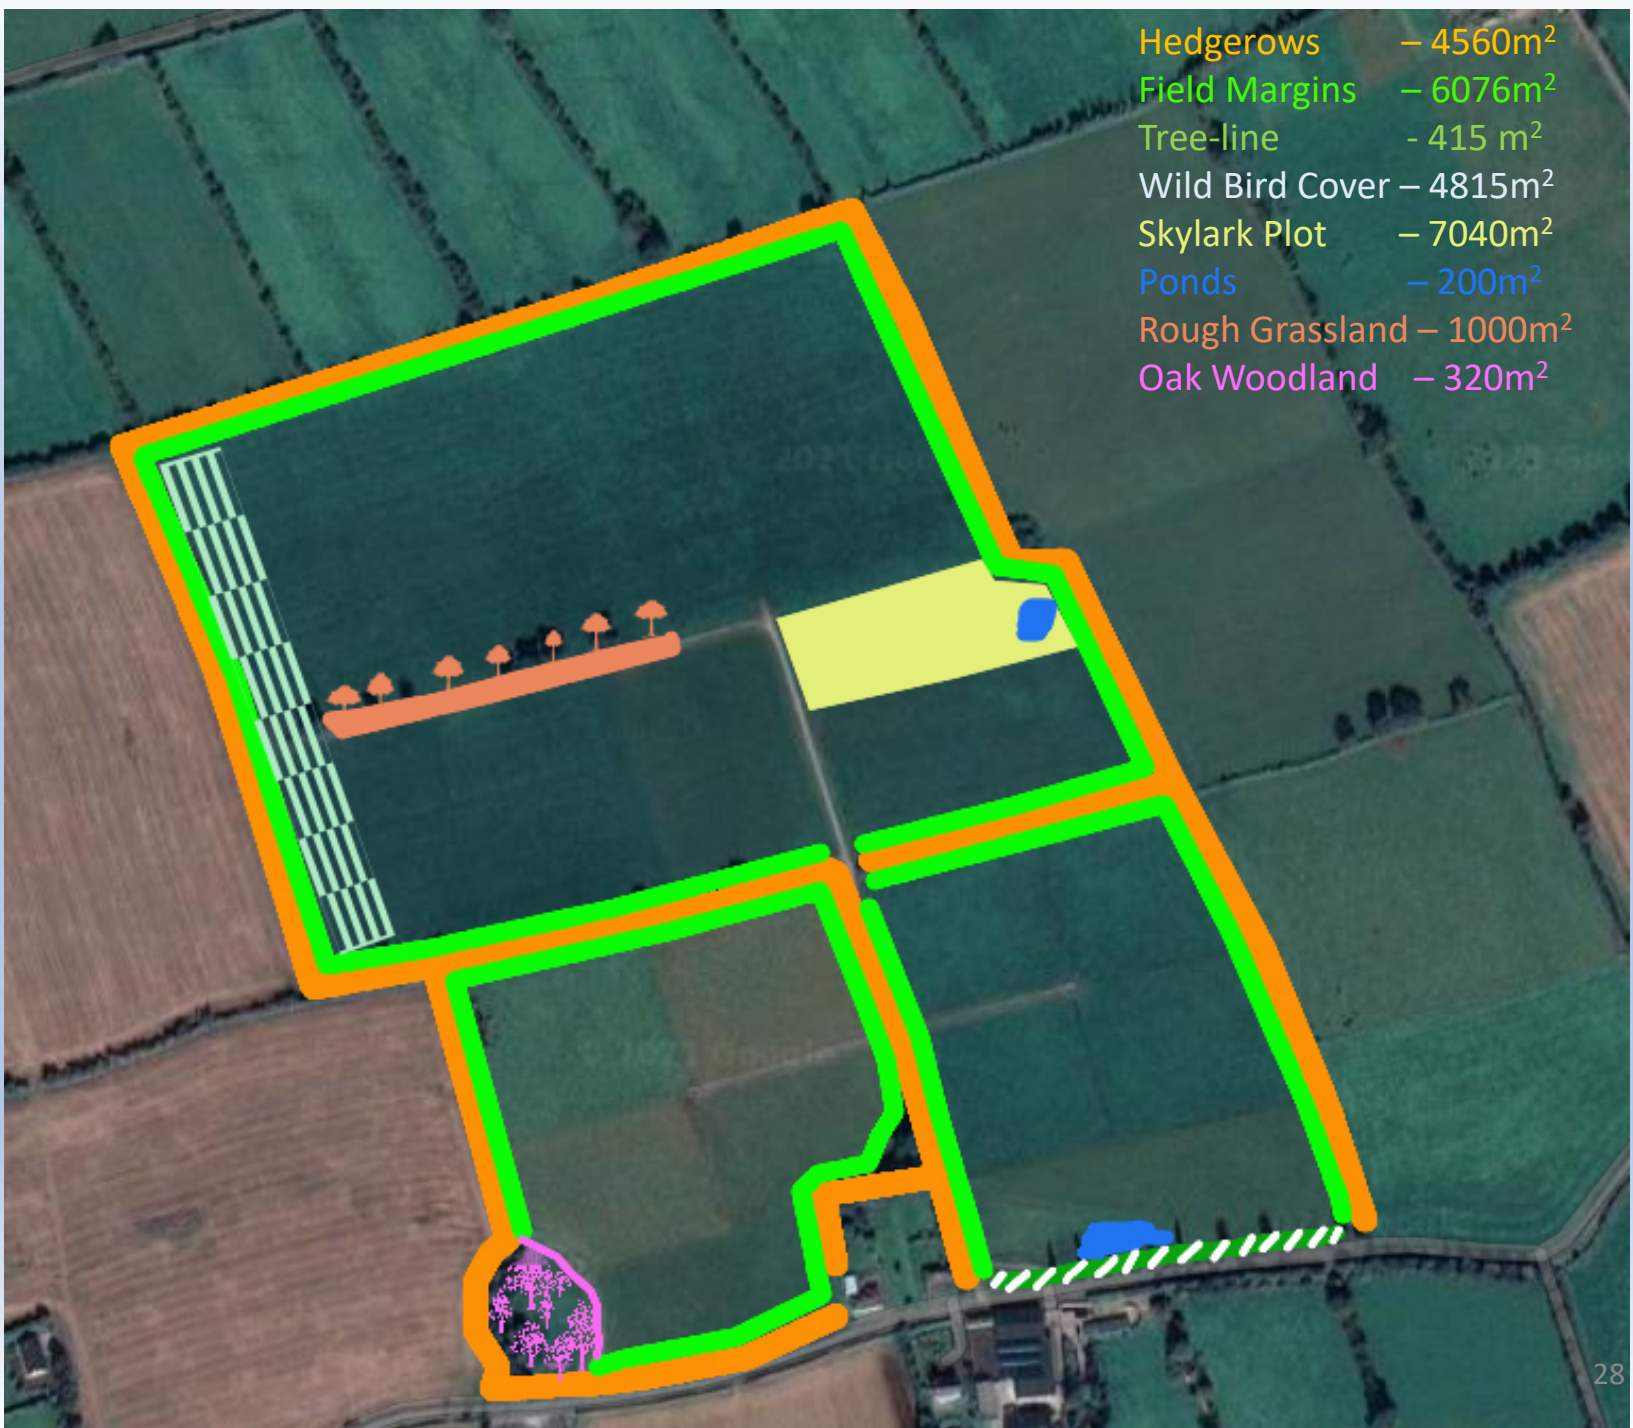 Hedgerows – 4560m²
Field Margins – 6076m²
Tree-line - 415 m²
Wild Bird Cover – 4815m²
Skylark Plot – 7040m²
Ponds – 200m²
Rough Grassland – 1000m²
Oak Woodland – 320m²
28